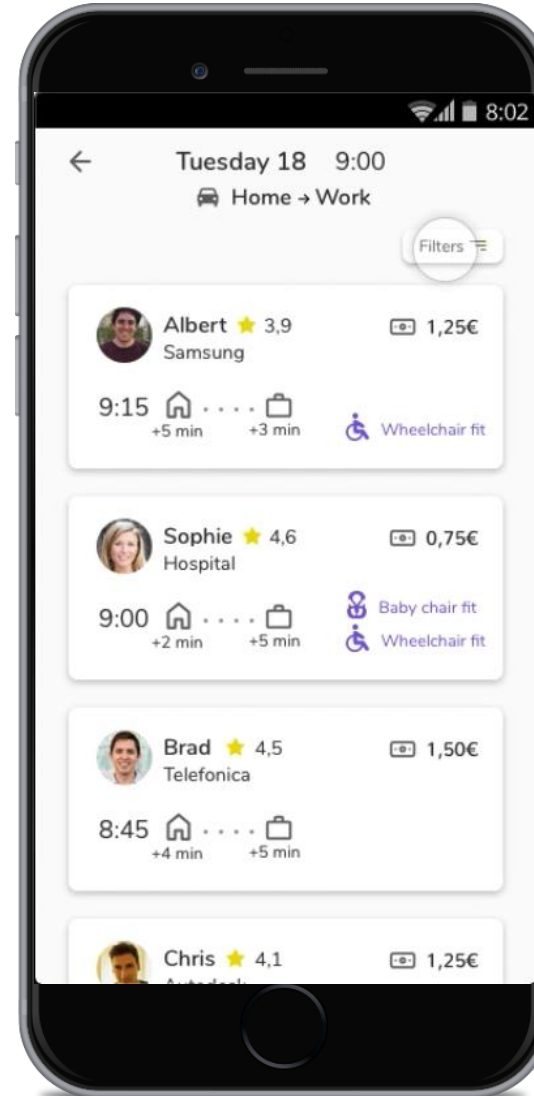 8:02
Tuesday 18 9:00
Home → Work
Filters
Albert 3,9 1,25€
Samsung
9:15
+5 min +3 min Wheelchair fit
Sophie 4,6 0,75€
Hospital
Baby chair fit
9:00
+2 min +5 min Wheelchair fit
Brad 4,5 1,50€
Telefonica
8:45
+4 min +5 min
Chris 4,1 1,25€